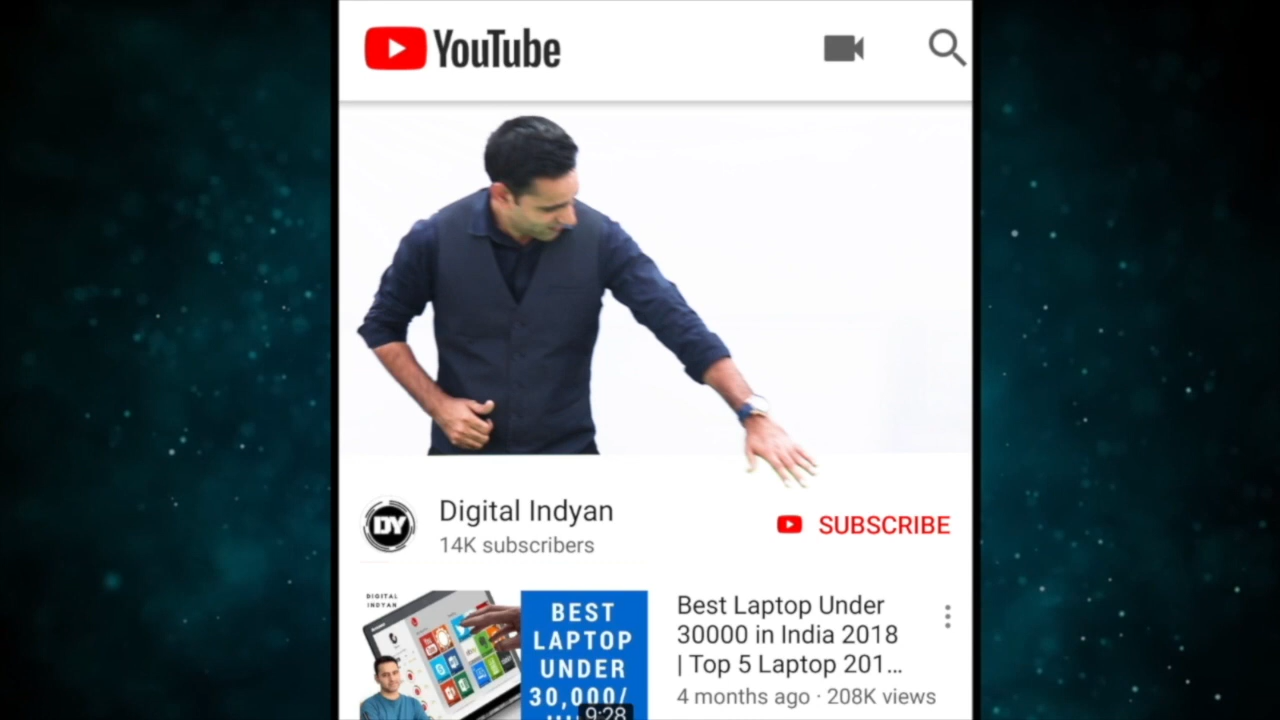 YouTube
Digital Indyan
14K subscribers
SUBSCRIBE
DY
DIGITAL
INDYAN
BEST
LAPTOP
UNDER
30,000/
9:28
Best Laptop Under
30000 in India 2018
| Top 5 Laptop 201...
4 months ago · 208K views